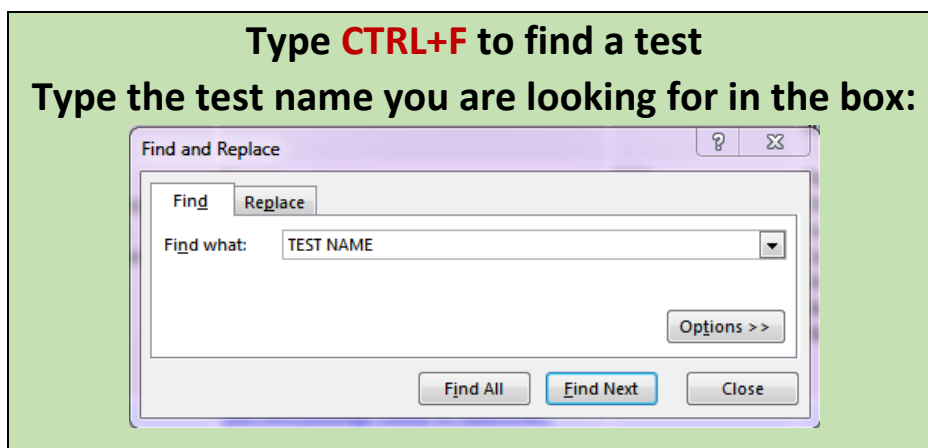 Type CTRL+F to find a test
Type the test name you are looking for in the box:
Find and Replace
Find Replace
Find what: TEST NAME
Options >>
Find All Find Next Close